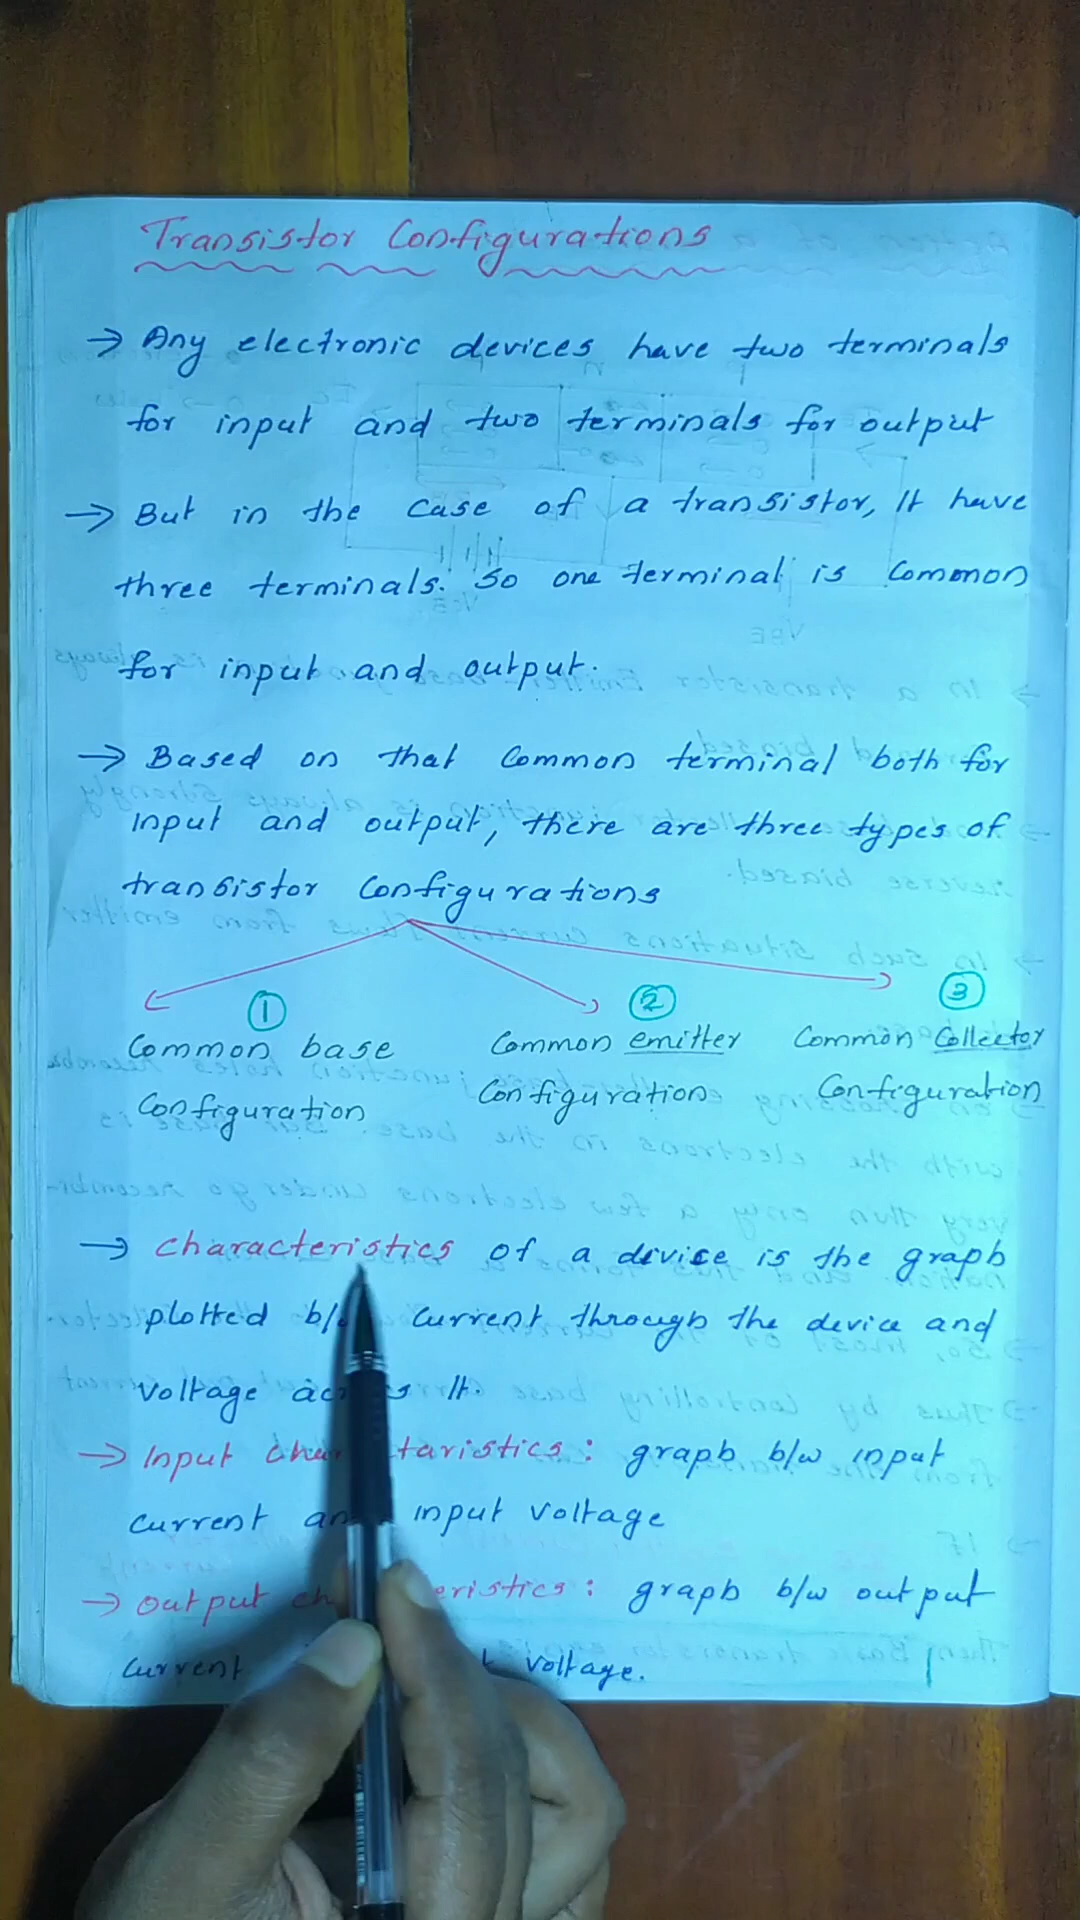 Transistor Configurations
→ Any electronic devices have two terminals
for input and two terminals for output
→ But in the case of a transistor, It have
three terminals. So one terminal is Common
for input and output.
→ Based on that Common terminal both for
input and output, there are three types of
transistor Configurations
1 2 3
Common base Common emitter Common Collector
Configuration Configuration Configuration
→ Characteristics of a device is the graph
plotted current through the device and
voltage It.
→ Input : graph b/w input
current input voltage
→ Output : graph b/w output
current voltage.